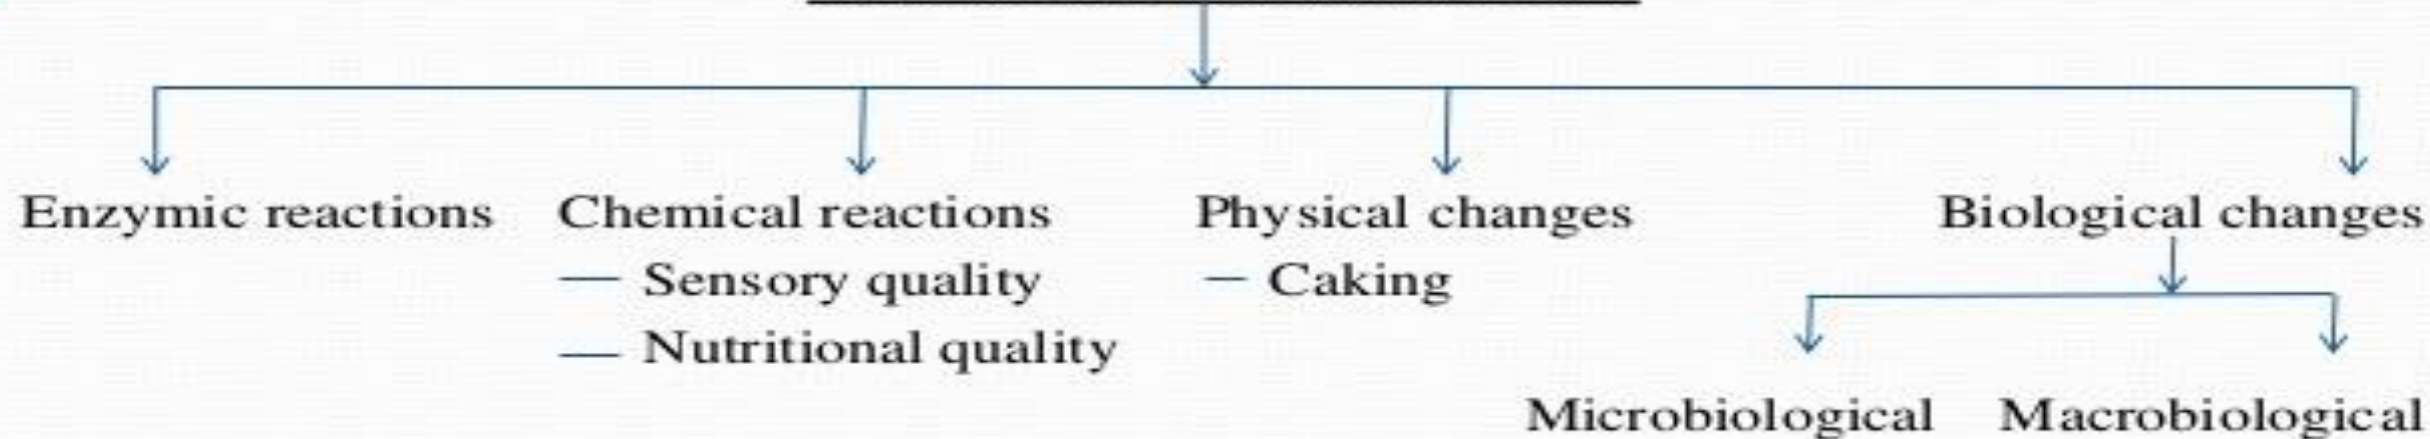 Enzymic reactions
Chemical reactions
— Sensory quality
— Nutritional quality
Physical changes
— Caking
Biological changes
Microbiological
Macrobiological